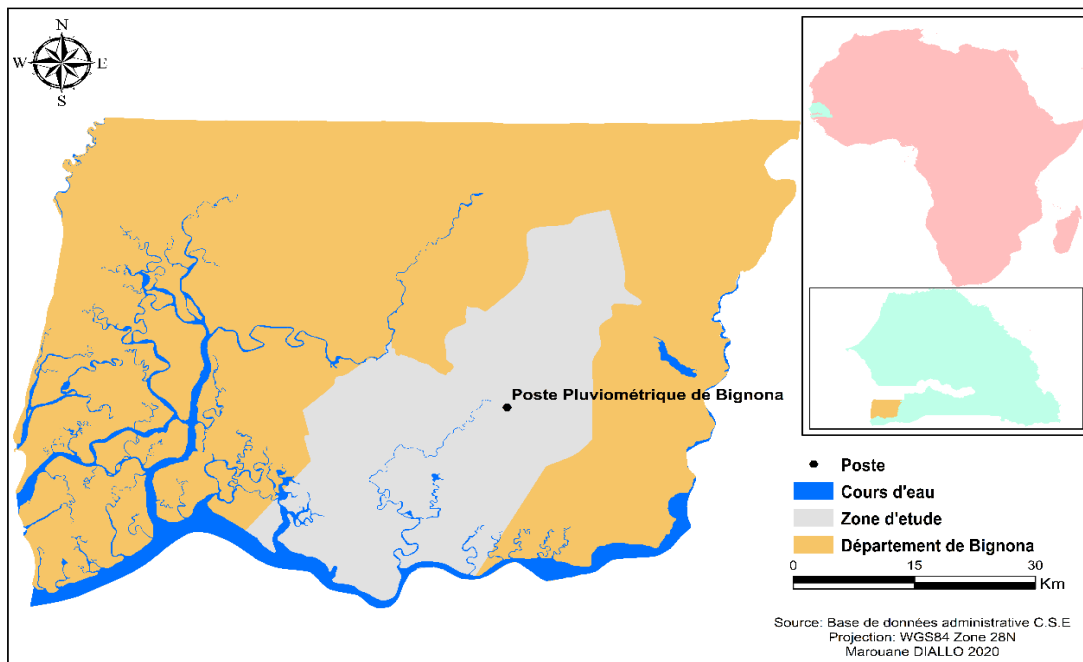 N
W E
S
Poste Pluviométrique de Bignona
Poste
Cours d'eau
Zone d'etude
Département de Bignona
0 15 30
Km
Source: Base de données administrative C.S.E
Projection: WGS84 Zone 28N
Marouane DIALLO 2020